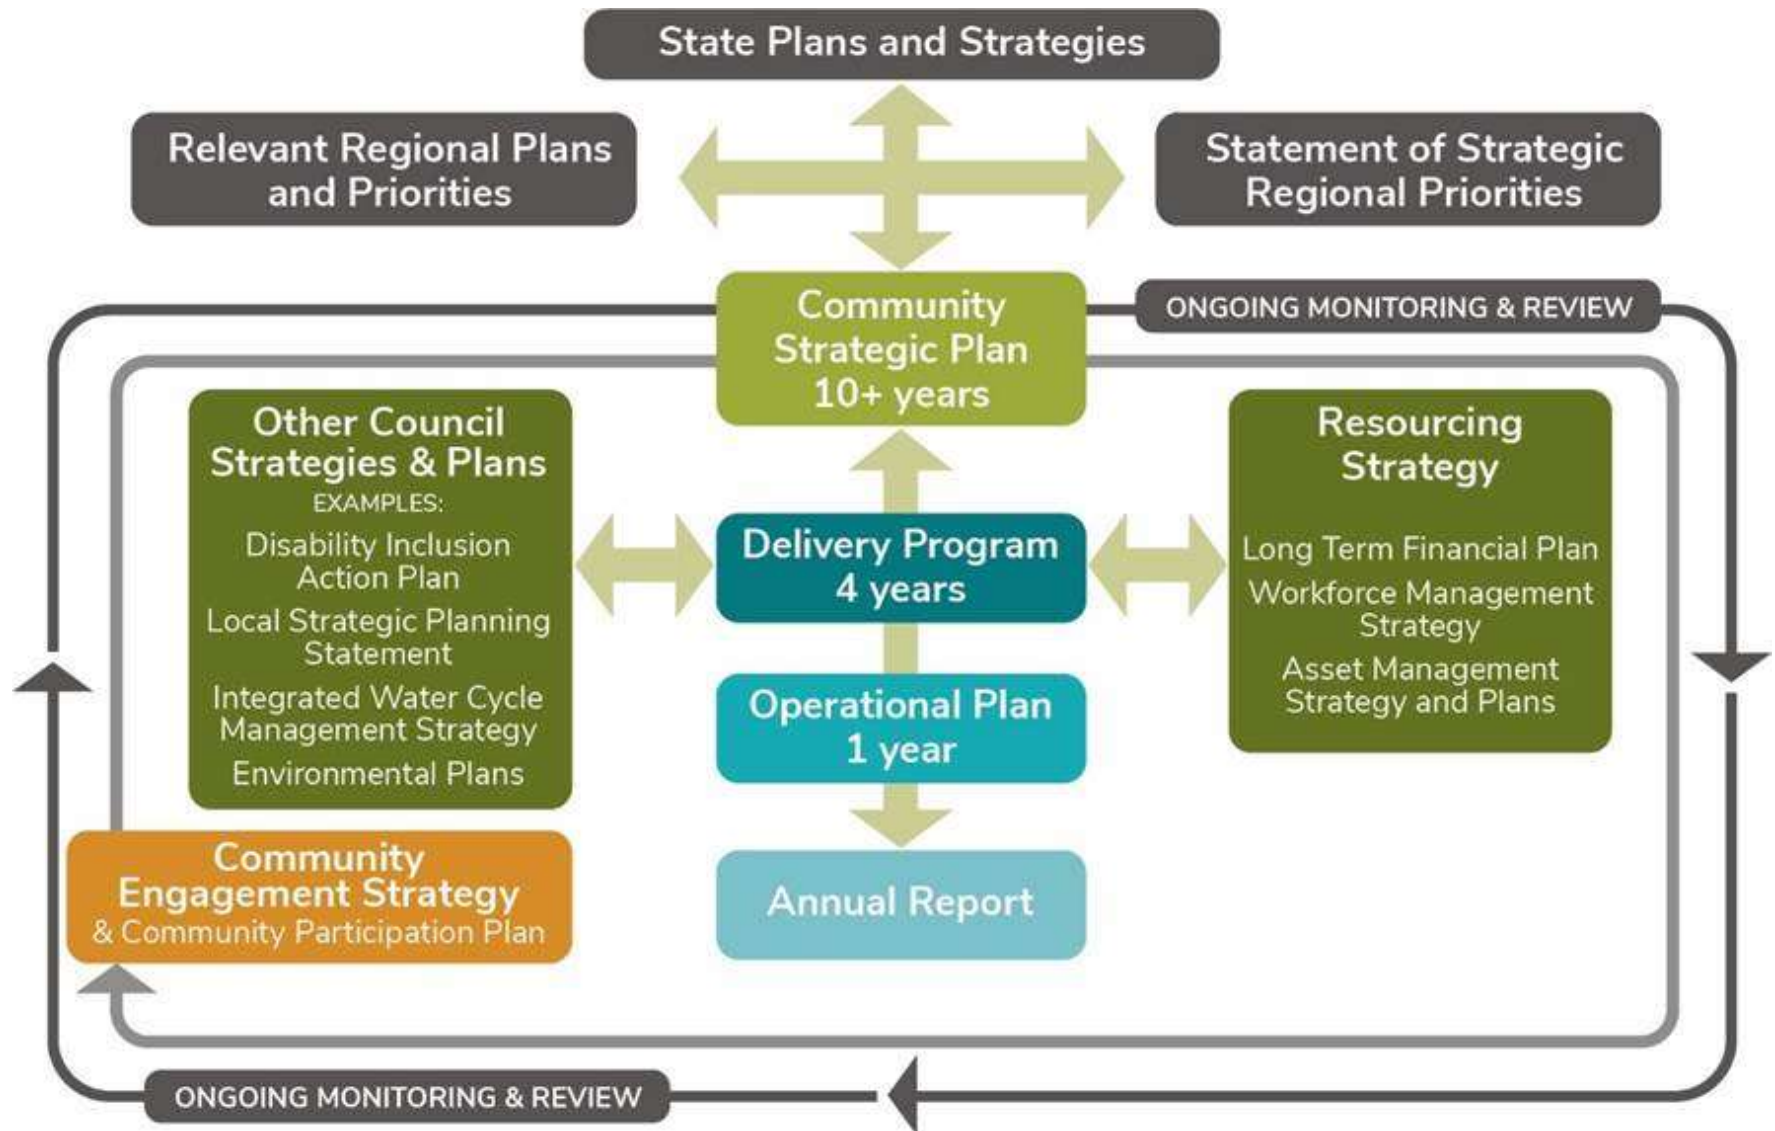 State Plans and Strategies
Relevant Regional Plans
and Priorities
Statement of Strategic
Regional Priorities
Community
Strategic Plan
10+ years
ONGOING MONITORING & REVIEW
Other Council
Strategies & Plans
EXAMPLES:
Disability Inclusion
Action Plan
Local Strategic Planning
Statement
Integrated Water Cycle
Management Strategy
Environmental Plans
Delivery Program
4 years
Resourcing
Strategy
Long Term Financial Plan
Workforce Management
Strategy
Asset Management
Strategy and Plans
Operational Plan
1 year
Community
Engagement Strategy
& Community Participation Plan
Annual Report
ONGOING MONITORING & REVIEW